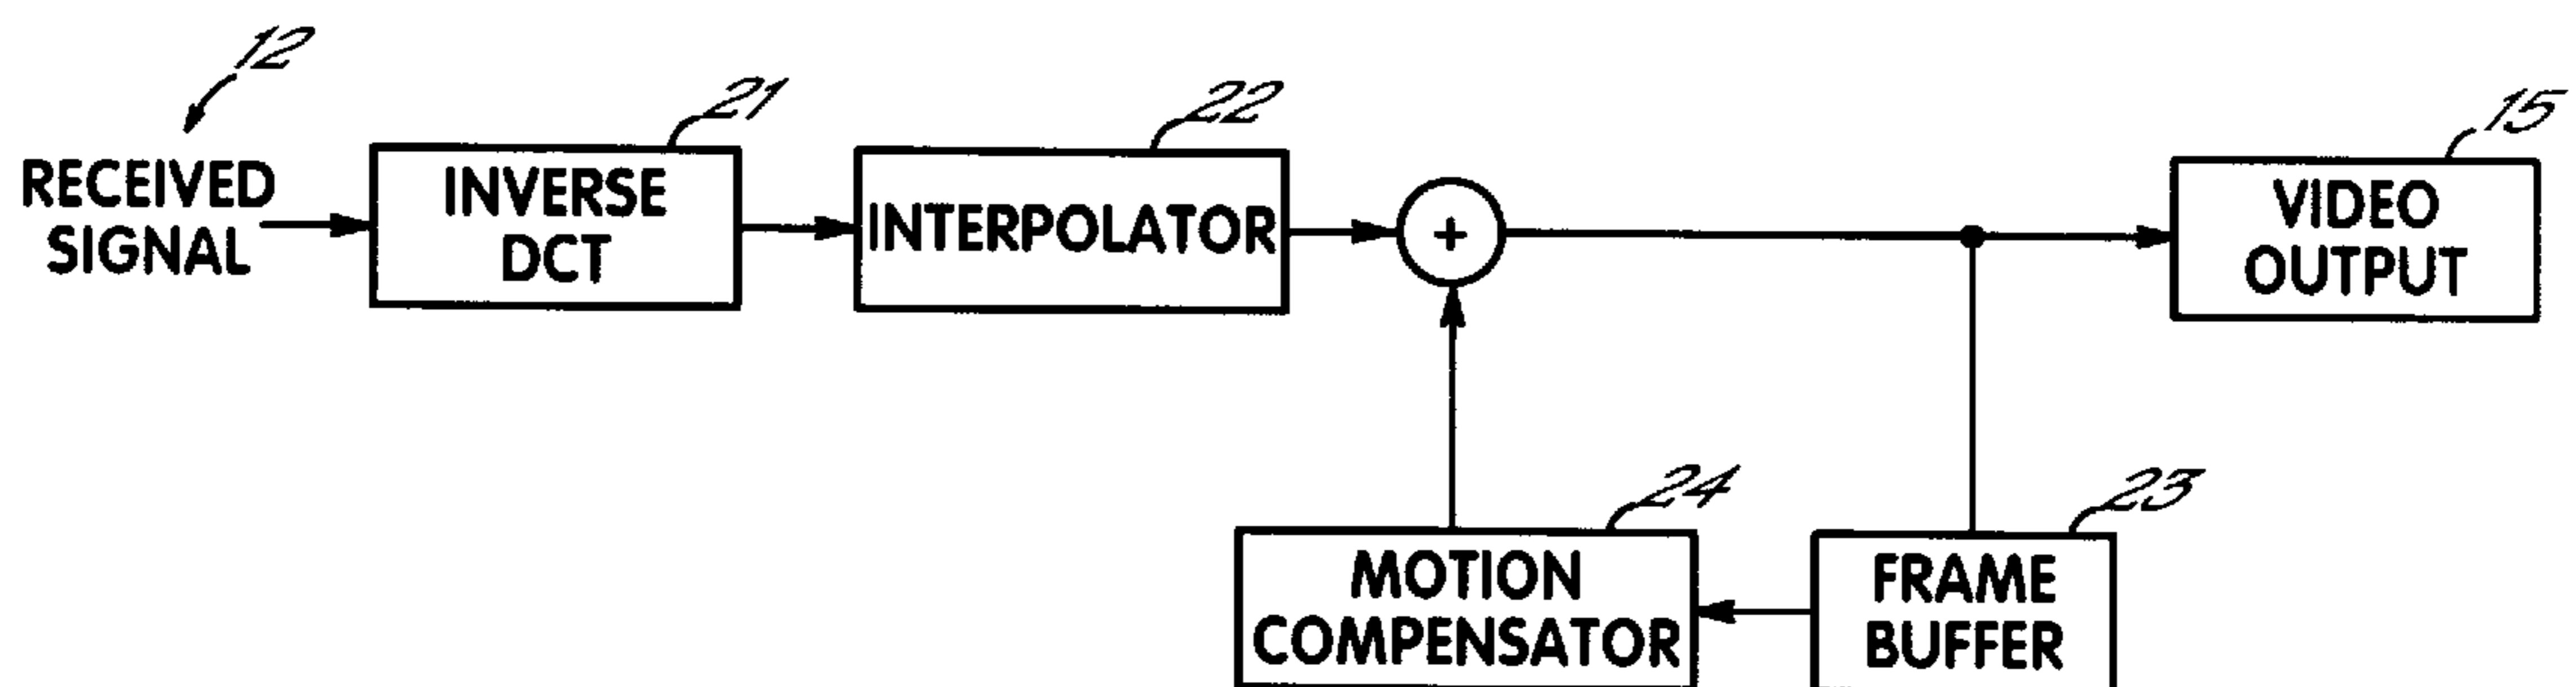 12
RECEIVED
SIGNAL
21
INVERSE
DCT
22
INTERPOLATOR
+
15
VIDEO
OUTPUT
24
MOTION
COMPENSATOR
23
FRAME
BUFFER